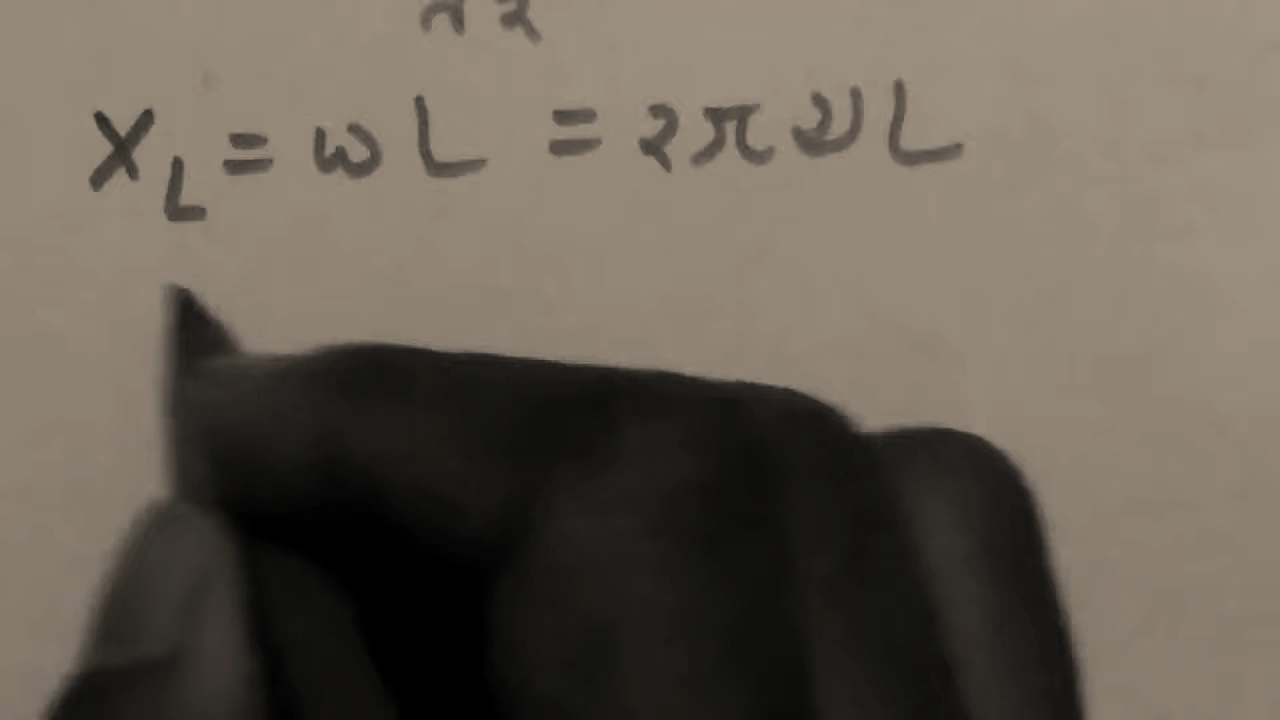 X_L = ωL = 2πνL